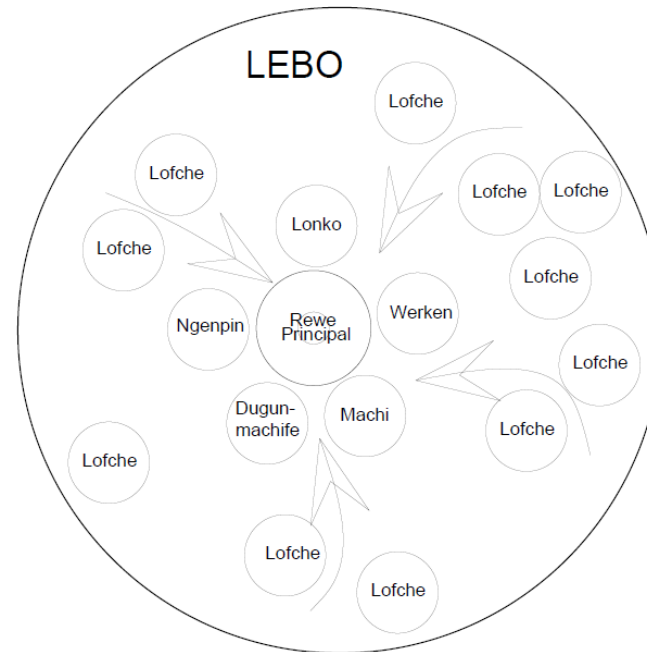 LEBO
Lofche
Lofche
Lofche
Lofche
Lonko
Lofche
Lofche
Ngenpin
Rewe
Principal
Werken
Lofche
Dugun-
machife
Machi
Lofche
Lofche
Lofche
Lofche